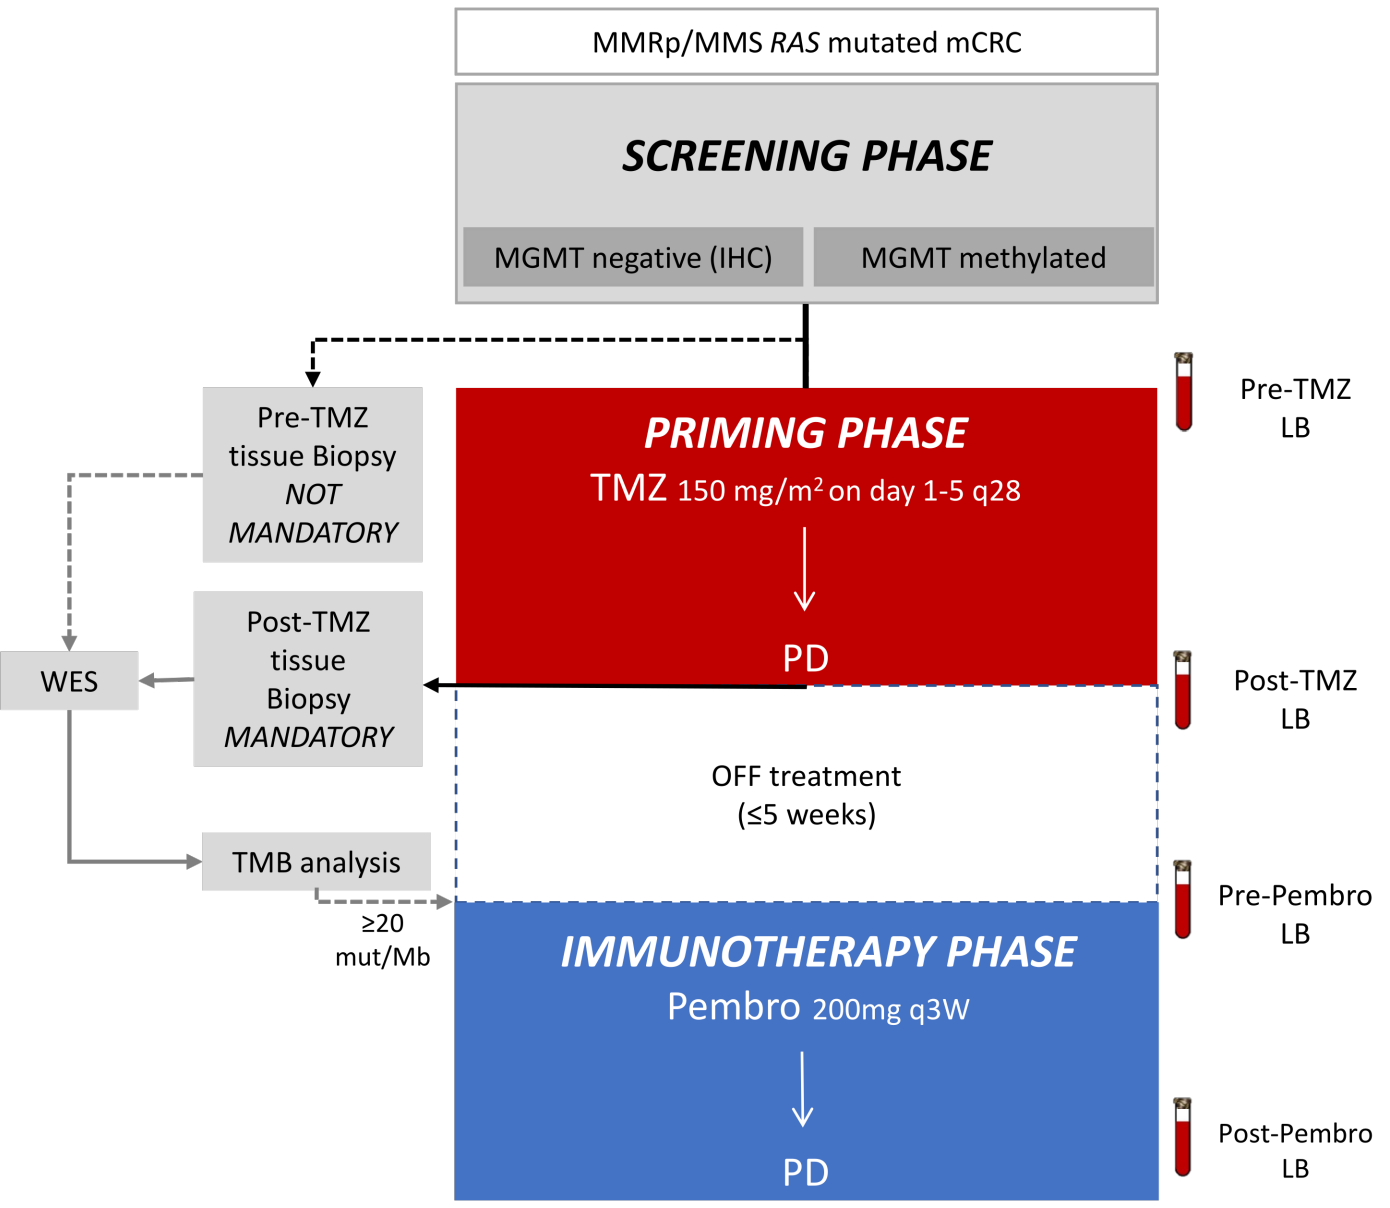 MMRp/MMS RAS mutated mCRC
SCREENING PHASE
MGMT negative (IHC)
MGMT methylated
Pre-TMZ
tissue Biopsy
NOT
MANDATORY
PRIMING PHASE
TMZ 150 mg/m² on day 1-5 q28
PD
Pre-TMZ
LB
Post-TMZ
tissue
Biopsy
MANDATORY
WES
Post-TMZ
LB
OFF treatment
(≤5 weeks)
TMB analysis
≥20
mut/Mb
Pre-Pembro
LB
IMMUNOTHERAPY PHASE
Pembro 200mg q3W
PD
Post-Pembro
LB